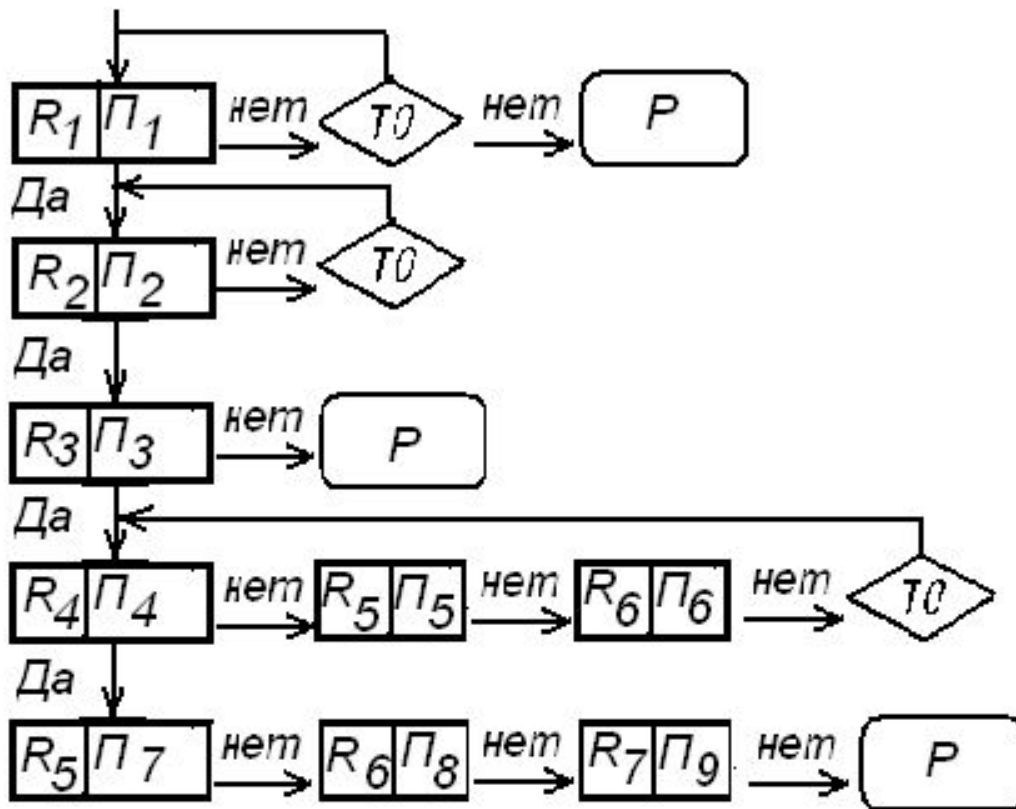 R1 П1 нет ТО нет Р
Да
R2 П2 нет ТО
Да
R3 П3 нет Р
Да
R4 П4 нет R5 П5 нет R6 П6 нет ТО
Да
R5 П7 нет R6 П8 нет R7 П9 нет Р